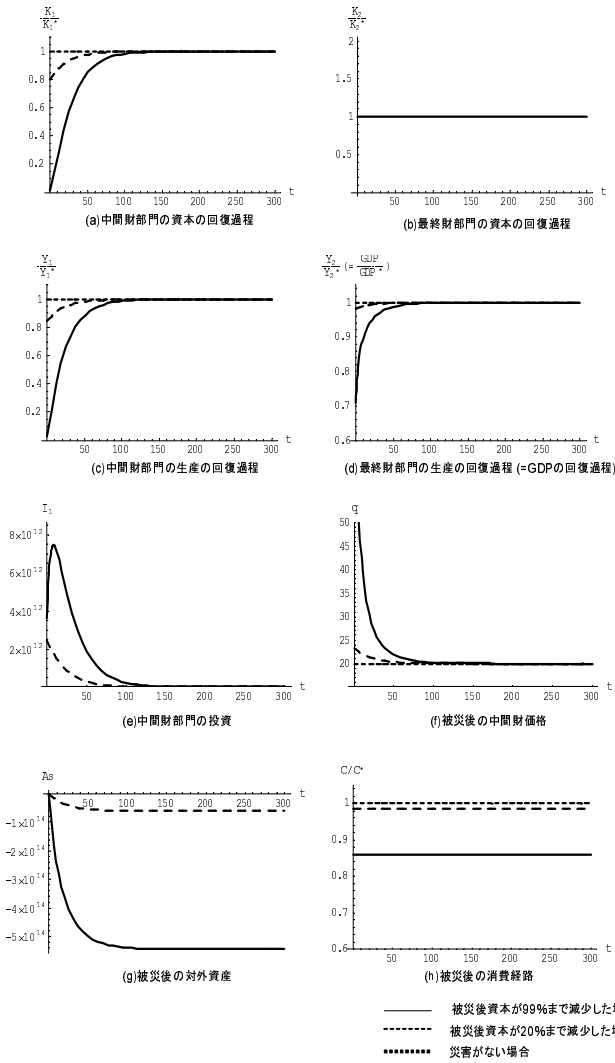 K₁/K₁*
1
0.8
0.6
0.4
0.2
50 100 150 200 250 300 t
(a)中間財部門の資本の回復過程
K₂/K₂*
2
1.5
1
0.5
50 100 150 200 250 300 t
(b)最終財部門の資本の回復過程
Y₁/Y₁*
1
0.8
0.6
0.4
0.2
50 100 150 200 250 300 t
(c)中間財部門の生産の回復過程
Y₂/Y₂* (= GDP/GDP*)
1
0.9
0.8
0.7
0.6
50 100 150 200 250 300 t
(d)最終財部門の生産の回復過程 (=GDPの回復過程)
I₁
8×10¹²
6×10¹²
4×10¹²
2×10¹²
50 100 150 200 250 300 t
(e)中間財部門の投資
q
50
45
40
35
30
25
20
50 100 150 200 250 300 t
(f)被災後の中間財価格
As
50 100 150 200 250 300 t
-1×10¹⁴
-2×10¹⁴
-3×10¹⁴
-4×10¹⁴
-5×10¹⁴
(g)被災後の対外資産
C/C*
1
0.9
0.8
0.7
0.6
50 100 150 200 250 300 t
(h)被災後の消費経路
被災後資本が99%まで減少した場
被災後資本が20%まで減少した場
災害がない場合